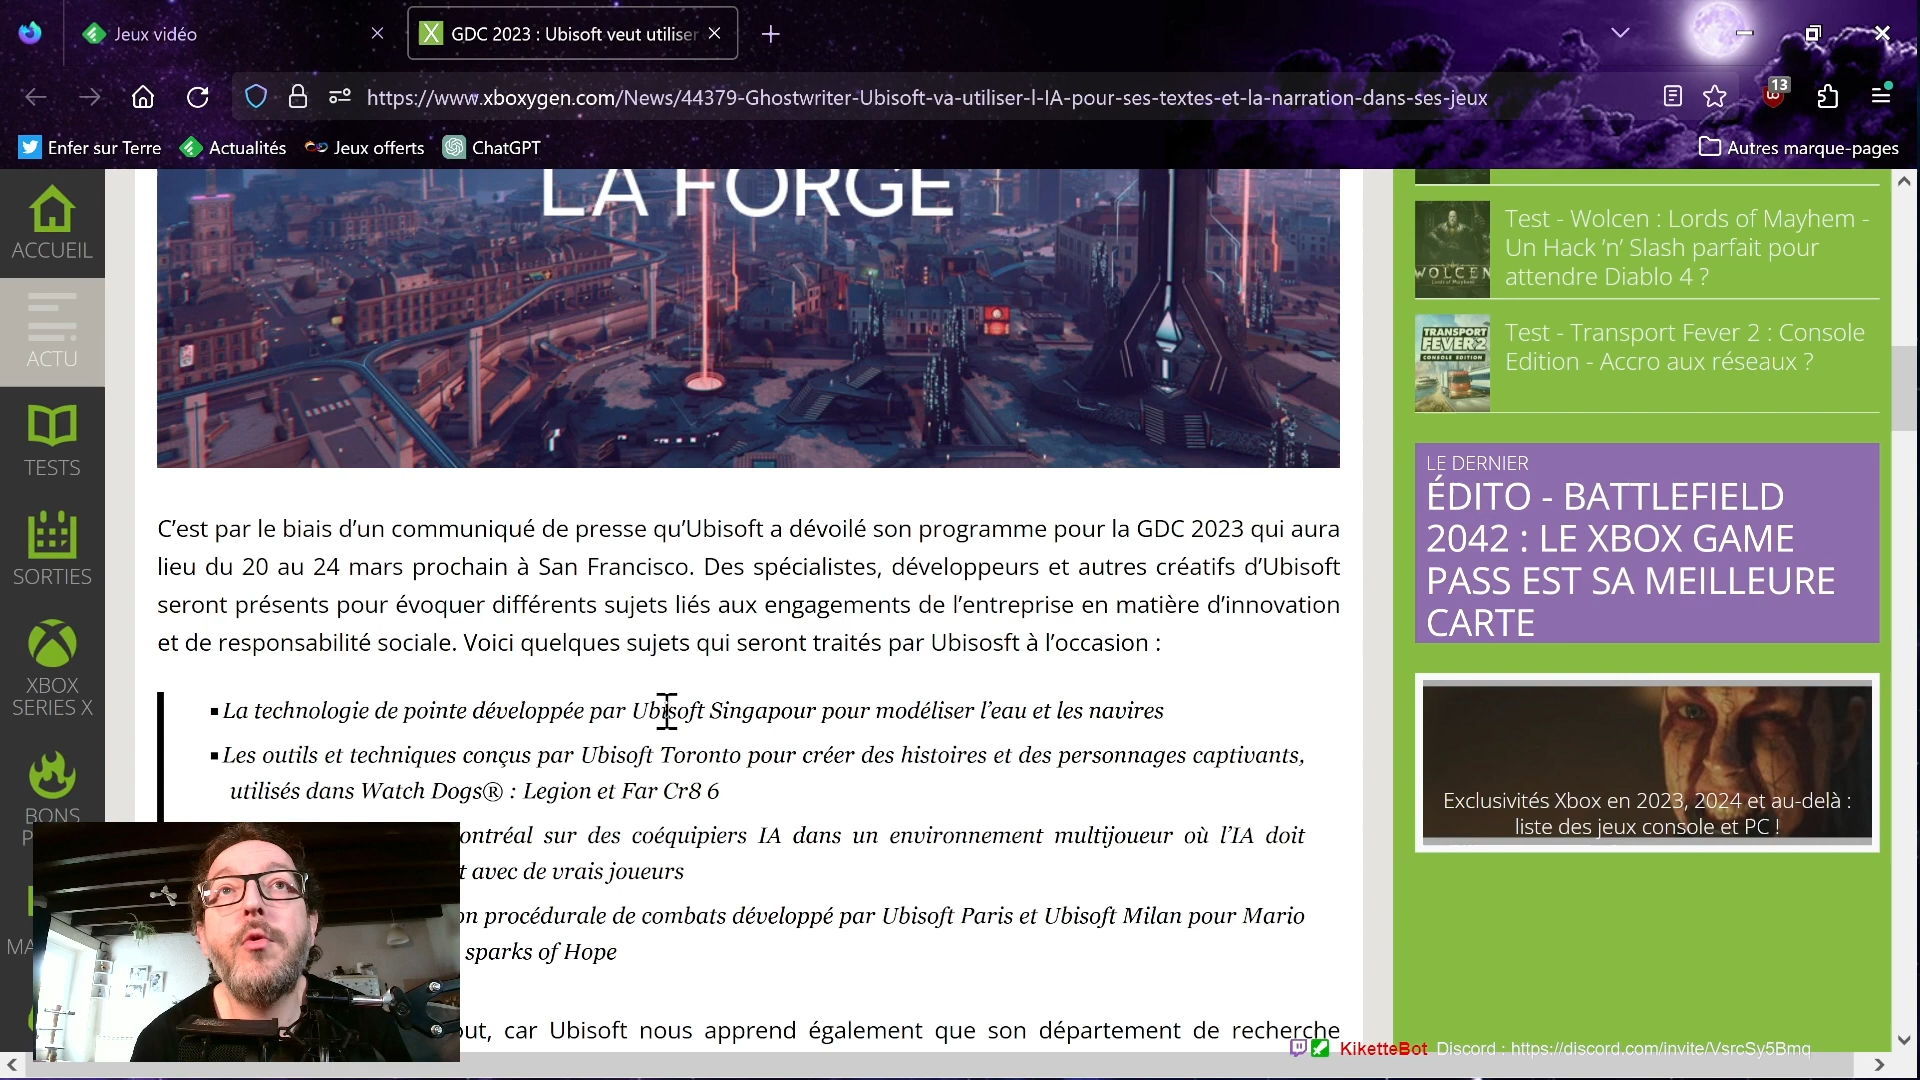 Jeux vidéo
GDC 2023 : Ubisoft veut utiliser
https://www.xboxygen.com/News/44379-Ghostwriter-Ubisoft-va-utiliser-l-IA-pour-ses-textes-et-la-narration-dans-ses-jeux
13
Enfer sur Terre
Actualités
Jeux offerts
ChatGPT
Autres marque-pages
ACCUEIL
ACTU
TESTS
SORTIES
XBOX
SERIES X
BONS
LA FORGE
C’est par le biais d’un communiqué de presse qu’Ubisoft a dévoilé son programme pour la GDC 2023 qui aura
lieu du 20 au 24 mars prochain à San Francisco. Des spécialistes, développeurs et autres créatifs d’Ubisoft
seront présents pour évoquer différents sujets liés aux engagements de l’entreprise en matière d’innovation
et de responsabilité sociale. Voici quelques sujets qui seront traités par Ubisosft à l’occasion :
▪ La technologie de pointe développée par Ubisoft Singapour pour modéliser l’eau et les navires
▪ Les outils et techniques conçus par Ubisoft Toronto pour créer des histoires et des personnages captivants,
utilisés dans Watch Dogs® : Legion et Far Cr8 6
ontréal sur des coéquipiers IA dans un environnement multijoueur où l’IA doit
t avec de vrais joueurs
on procédurale de combats développé par Ubisoft Paris et Ubisoft Milan pour Mario
sparks of Hope
out, car Ubisoft nous apprend également que son département de recherche
Test - Wolcen : Lords of Mayhem -
Un Hack ’n’ Slash parfait pour
attendre Diablo 4 ?
WOLCEN
Test - Transport Fever 2 : Console
Edition - Accro aux réseaux ?
TRANSPORT
FEVER 2
CONSOLE EDITION
LE DERNIER
ÉDITO - BATTLEFIELD
2042 : LE XBOX GAME
PASS EST SA MEILLEURE
CARTE
Exclusivités Xbox en 2023, 2024 et au-delà :
liste des jeux console et PC !
KiketteBot Discord : https://discord.com/invite/VsrcSy5Bmq